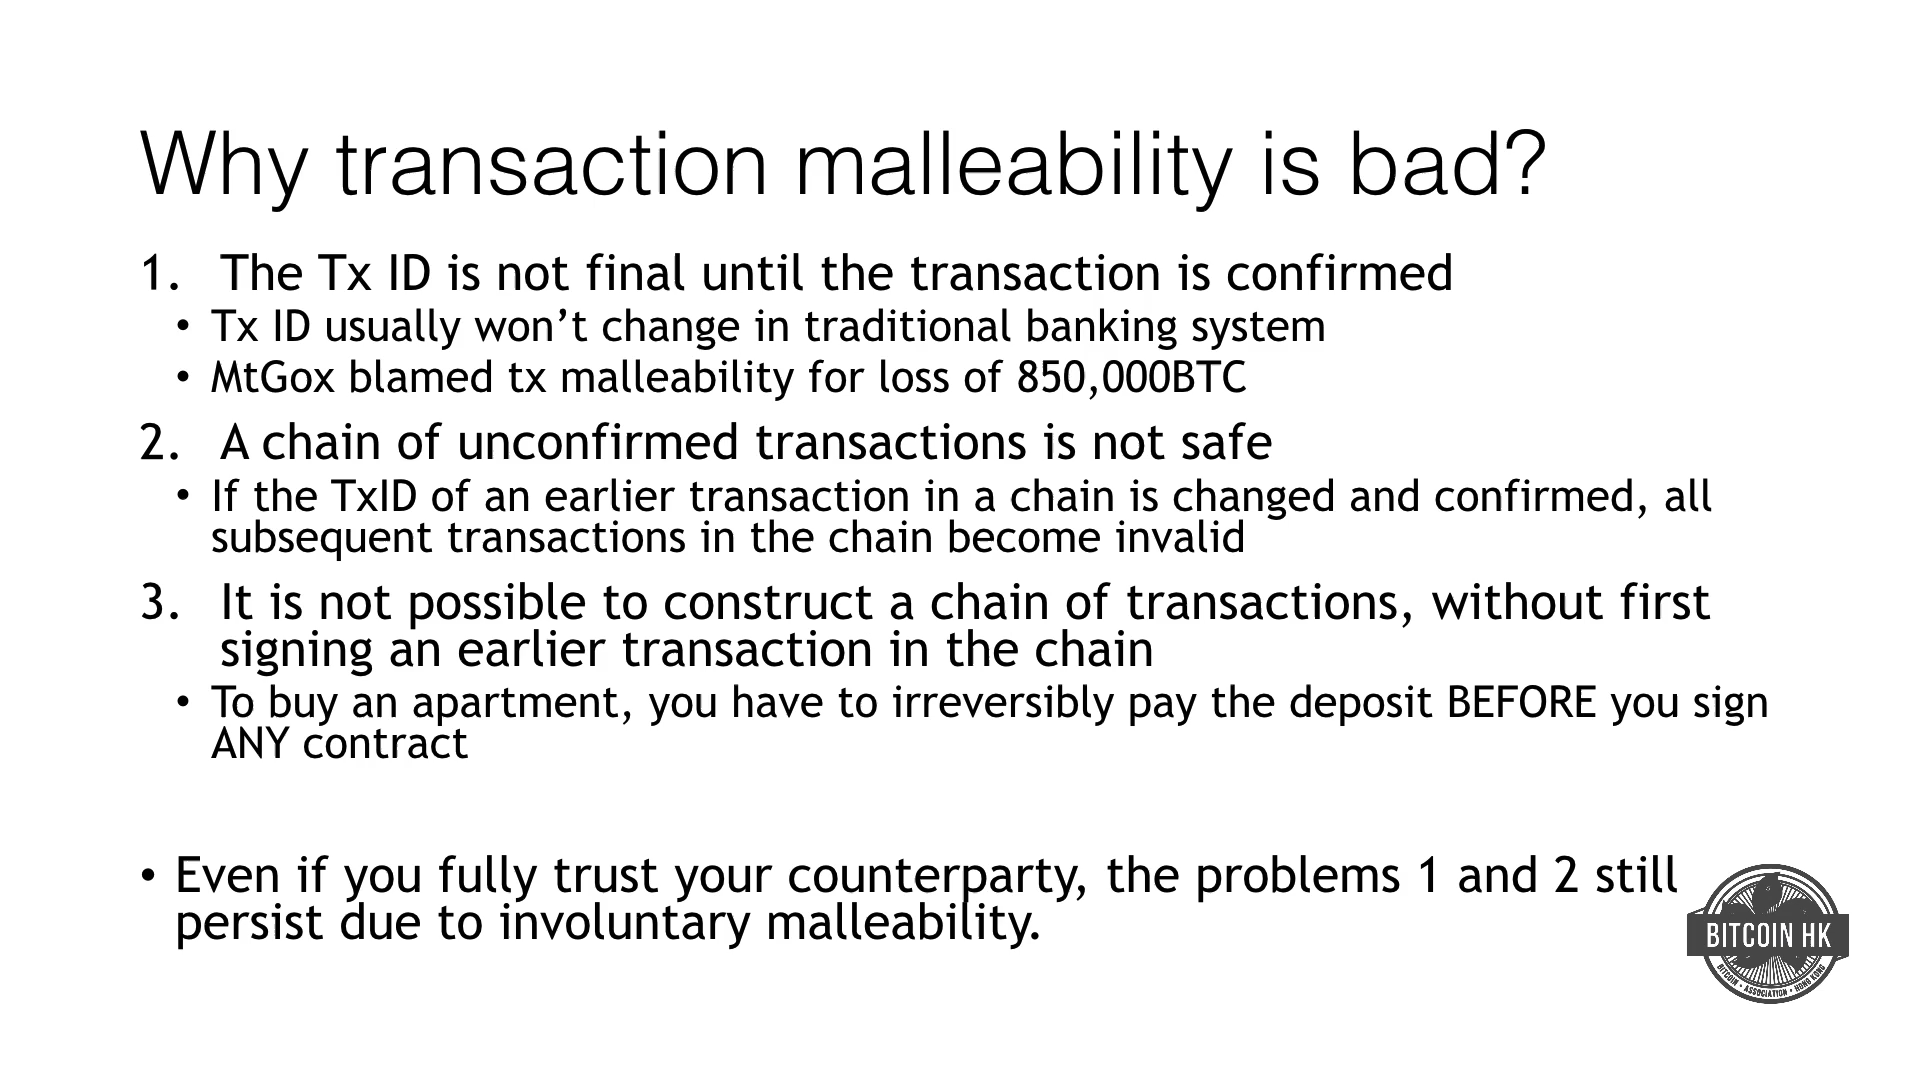 Why transaction malleability is bad?
1. The Tx ID is not final until the transaction is confirmed
• Tx ID usually won’t change in traditional banking system
• MtGox blamed tx malleability for loss of 850,000BTC
2. A chain of unconfirmed transactions is not safe
• If the TxID of an earlier transaction in a chain is changed and confirmed, all
subsequent transactions in the chain become invalid
3. It is not possible to construct a chain of transactions, without first
signing an earlier transaction in the chain
• To buy an apartment, you have to irreversibly pay the deposit BEFORE you sign
ANY contract
• Even if you fully trust your counterparty, the problems 1 and 2 still
persist due to involuntary malleability.
BITCOIN HK
BITCOIN • ASSOCIATION • HONG KONG